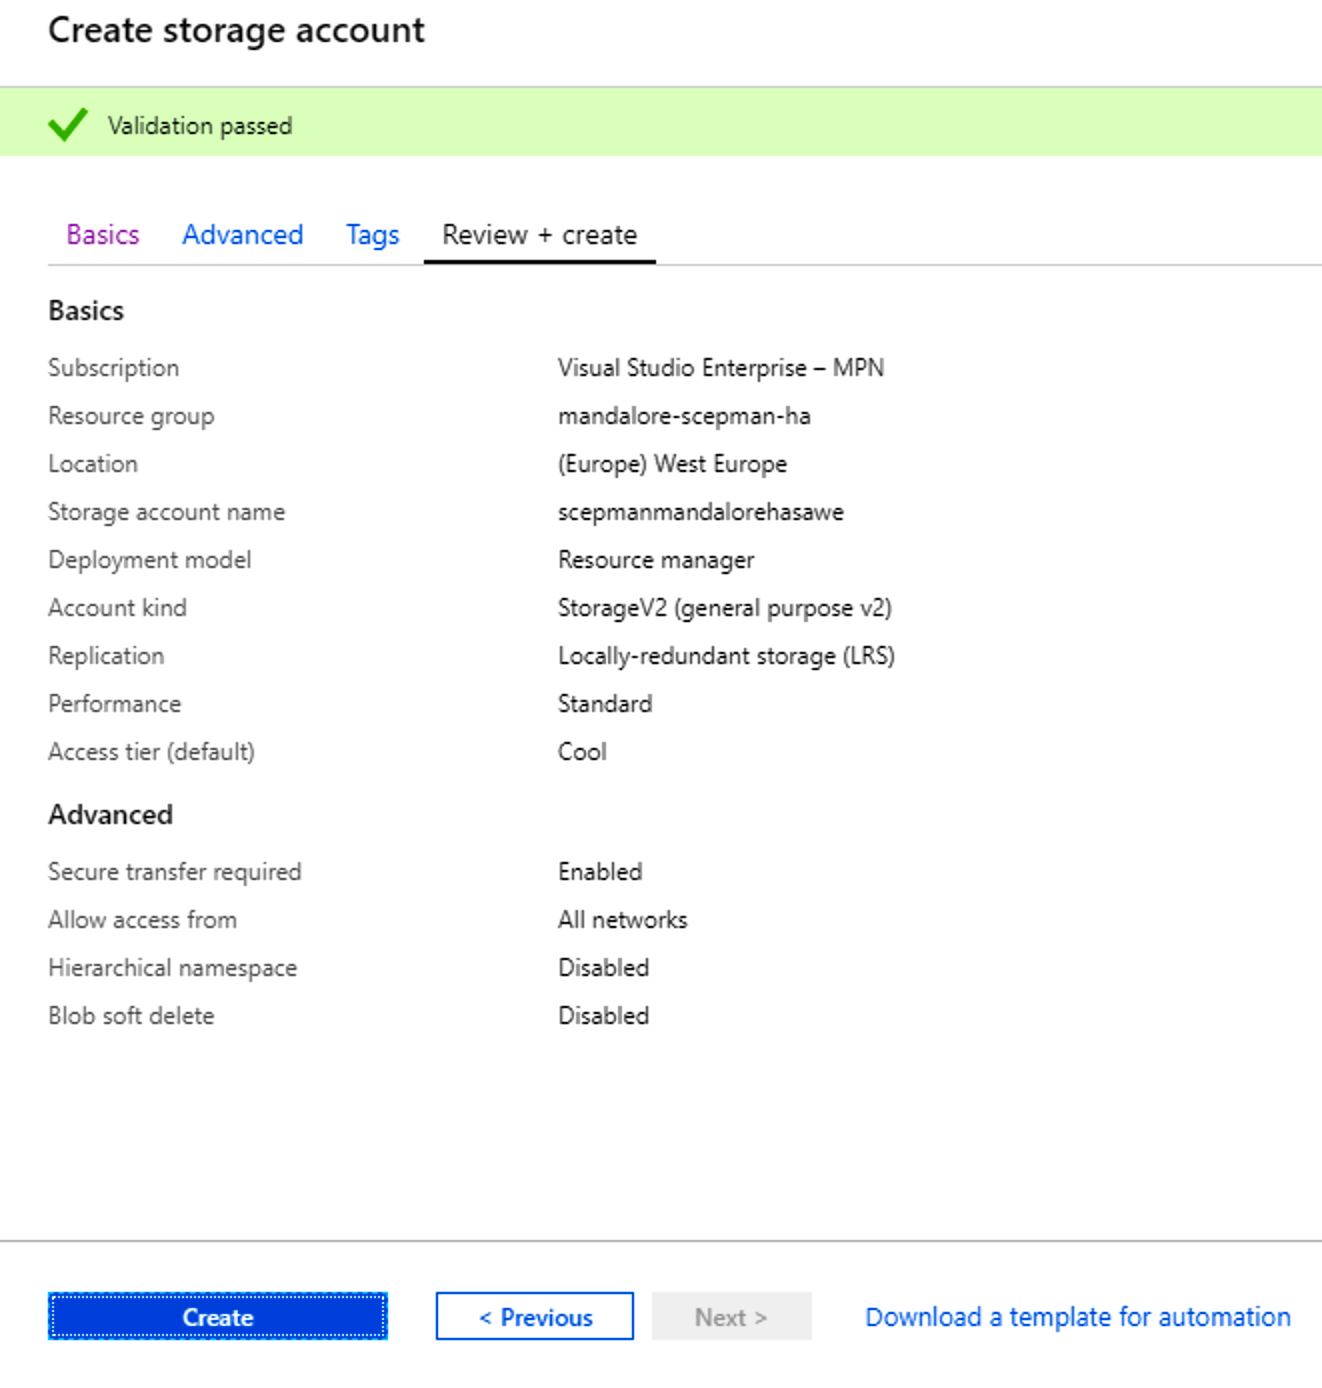 Create storage account
Validation passed
Basics Advanced Tags Review + create
Basics
Subscription Visual Studio Enterprise – MPN
Resource group mandalore-scepman-ha
Location (Europe) West Europe
Storage account name scepmanmandalorehasawe
Deployment model Resource manager
Account kind StorageV2 (general purpose v2)
Replication Locally-redundant storage (LRS)
Performance Standard
Access tier (default) Cool
Advanced
Secure transfer required Enabled
Allow access from All networks
Hierarchical namespace Disabled
Blob soft delete Disabled
Create < Previous Next > Download a template for automation